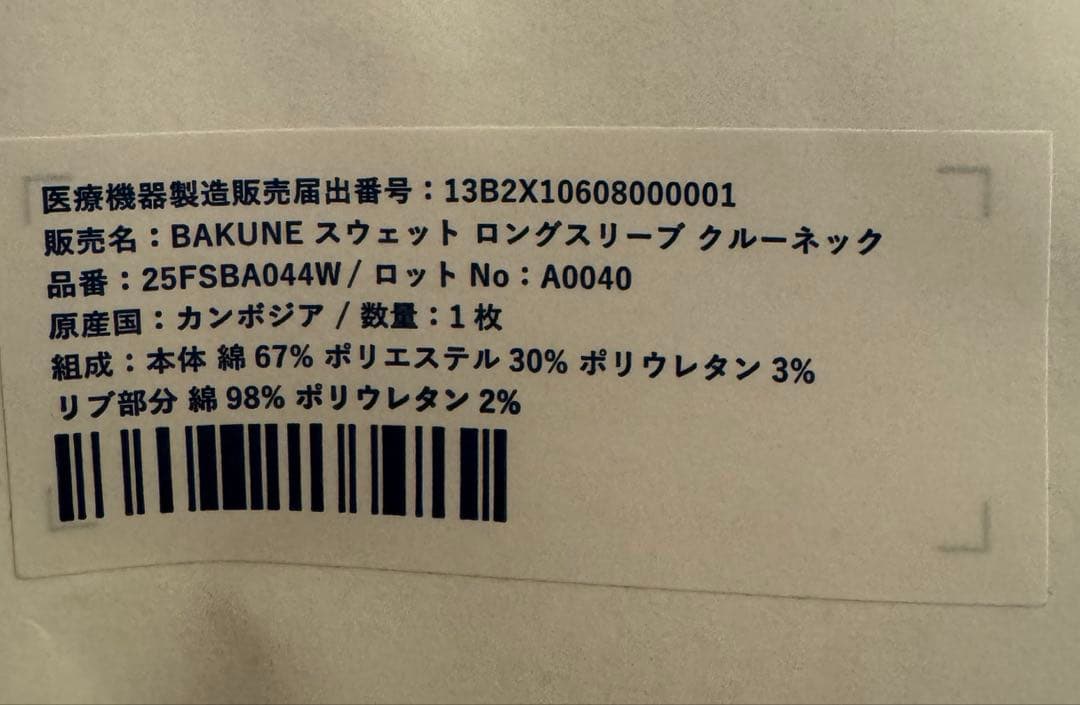 医療機器製造販売届出番号：13B2X10608000001
販売名：BAKUNE スウェット ロングスリーブ クルーネック
品番：25FSBA044W / ロット No：A0040
原産国：カンボジア / 数量：1 枚
組成：本体 綿 67% ポリエステル 30% ポリウレタン 3%
リブ部分 綿 98% ポリウレタン 2%